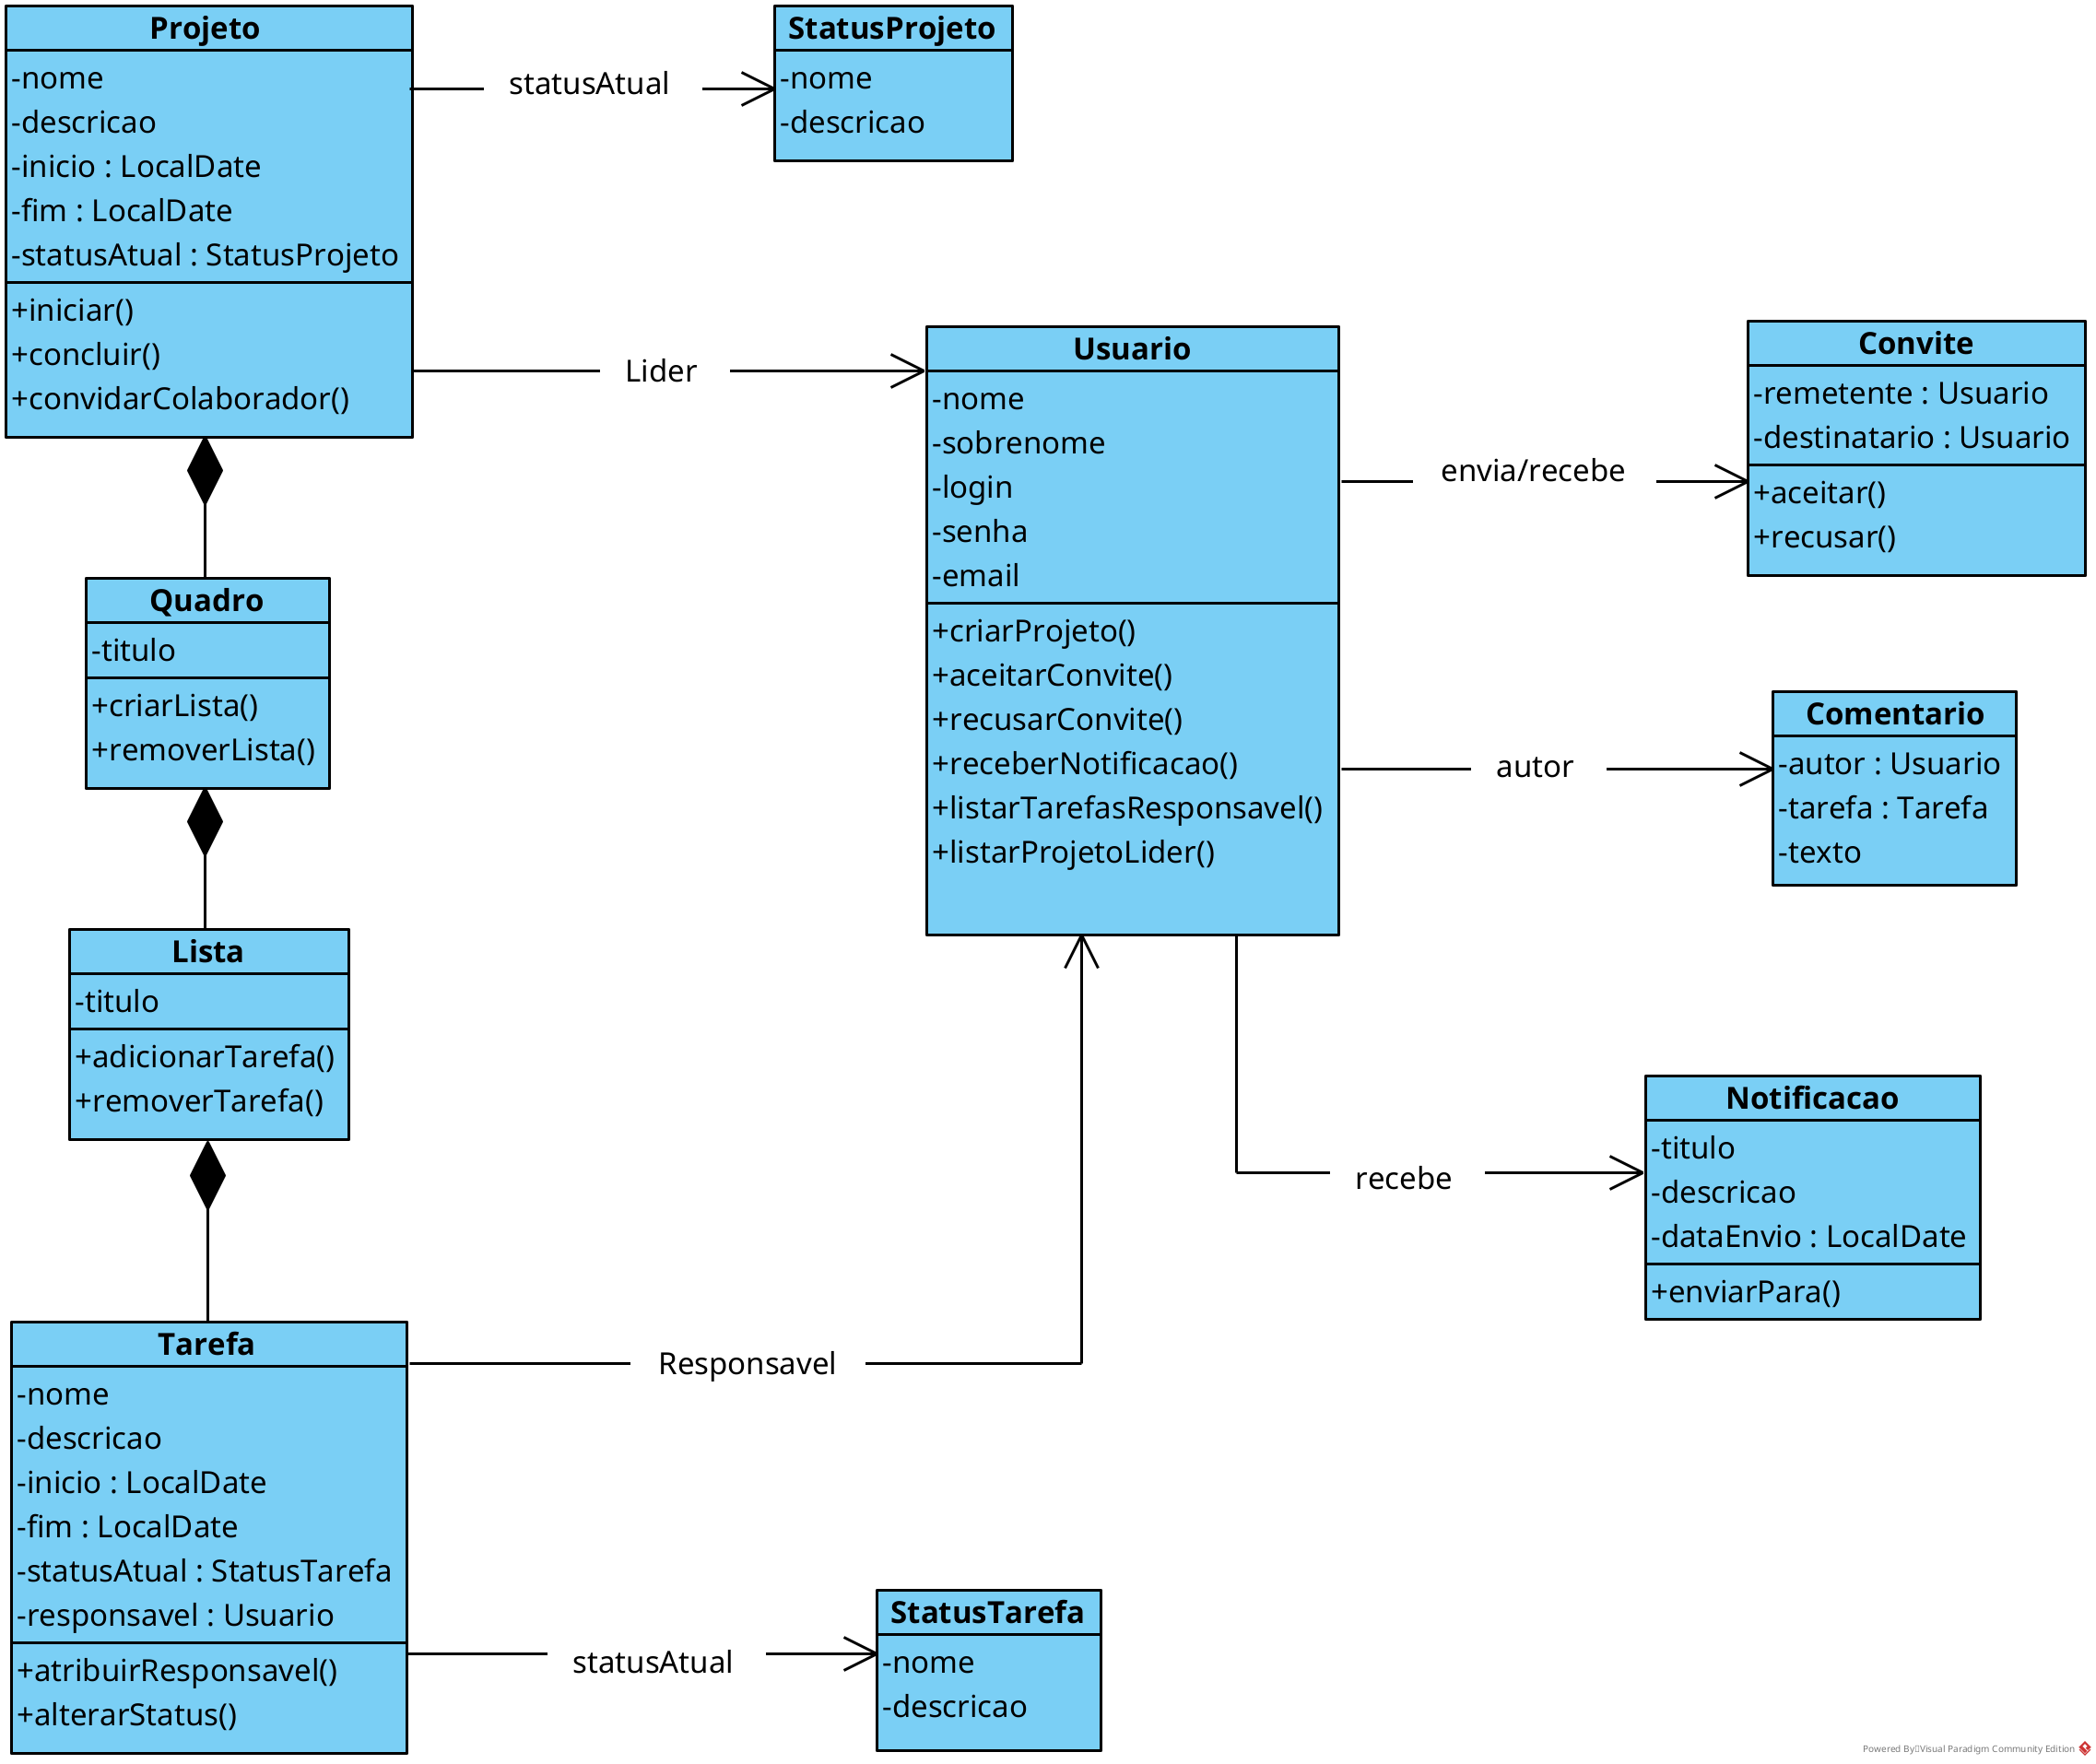 Projeto
-nome
-descricao
-inicio : LocalDate
-fim : LocalDate
-statusAtual : StatusProjeto
+iniciar()
+concluir()
+convidarColaborador()
statusAtual
StatusProjeto
-nome
-descricao
Lider
Usuario
-nome
-sobrenome
-login
-senha
-email
+criarProjeto()
+aceitarConvite()
+recusarConvite()
+receberNotificacao()
+listarTarefasResponsavel()
+listarProjetoLider()
envia/recebe
Convite
-remetente : Usuario
-destinatario : Usuario
+aceitar()
+recusar()
autor
Comentario
-autor : Usuario
-tarefa : Tarefa
-texto
Quadro
-titulo
+criarLista()
+removerLista()
Lista
-titulo
+adicionarTarefa()
+removerTarefa()
recebe
Notificacao
-titulo
-descricao
-dataEnvio : LocalDate
+enviarPara()
Tarefa
-nome
-descricao
-inicio : LocalDate
-fim : LocalDate
-statusAtual : StatusTarefa
-responsavel : Usuario
+atribuirResponsavel()
+alterarStatus()
Responsavel
statusAtual
StatusTarefa
-nome
-descricao
Powered By Visual Paradigm Community Edition